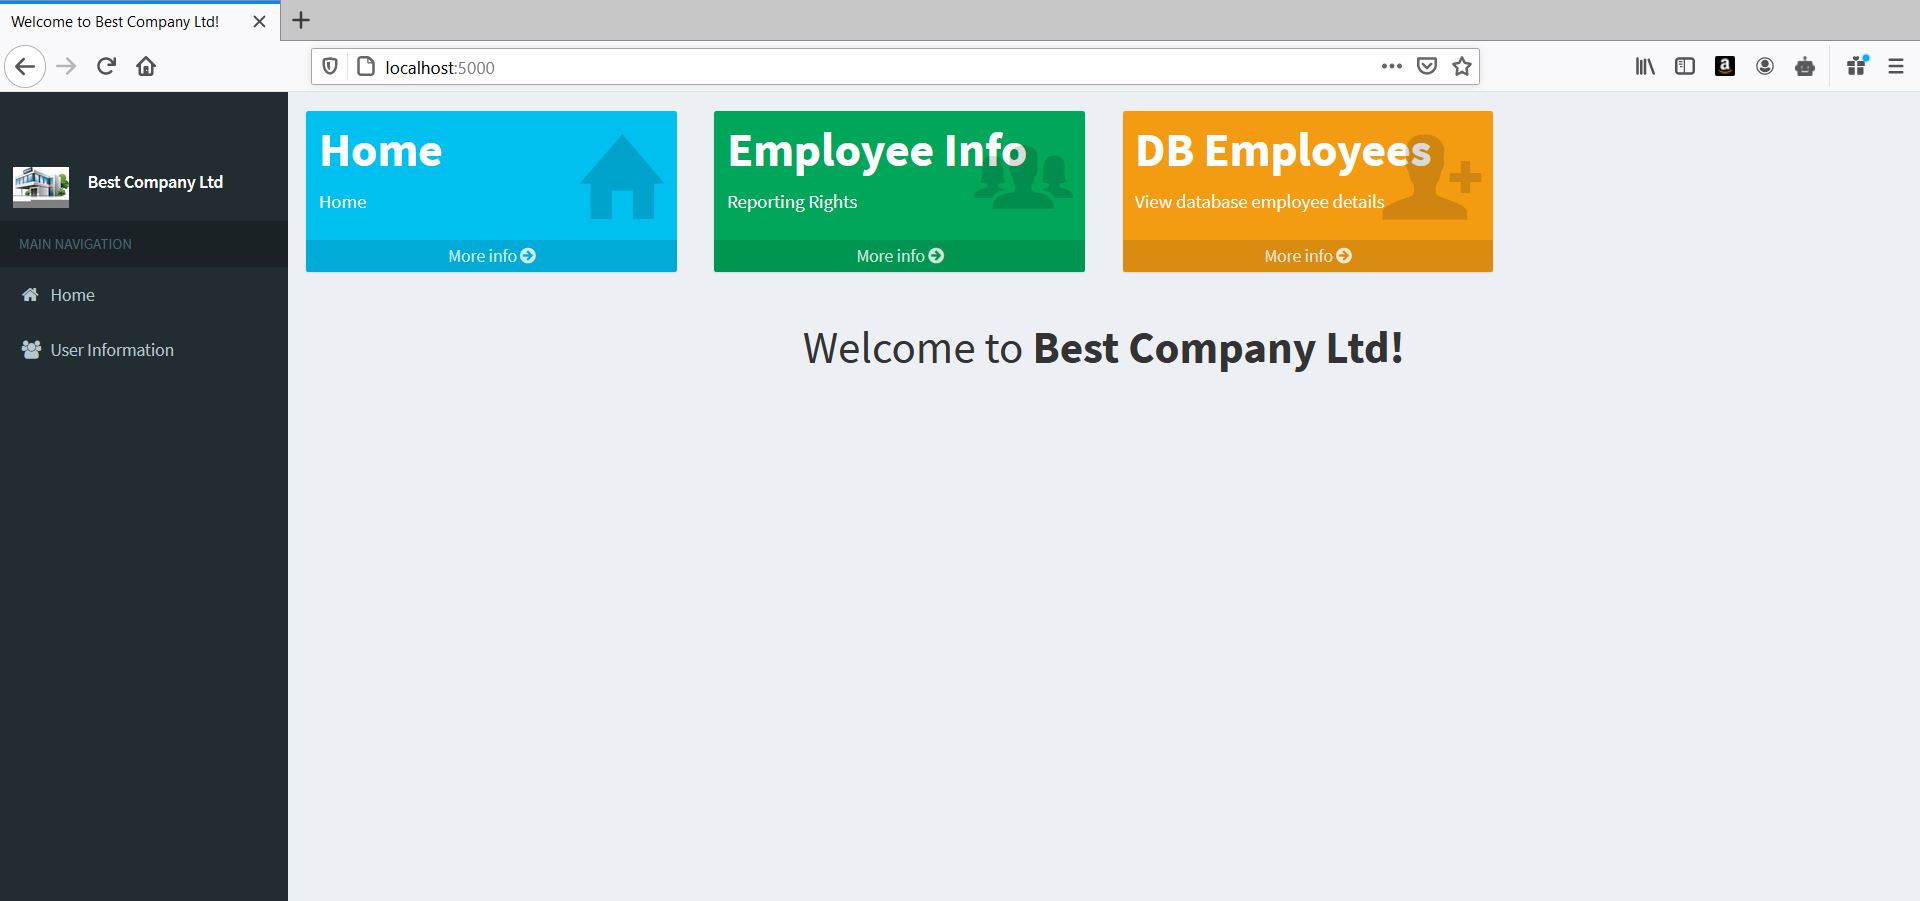 Welcome to Best Company Ltd!
localhost:5000
Best Company Ltd
MAIN NAVIGATION
Home
User Information
Home
Home
More info
Employee Info
Reporting Rights
More info
DB Employees
View database employee details
More info
Welcome to Best Company Ltd!